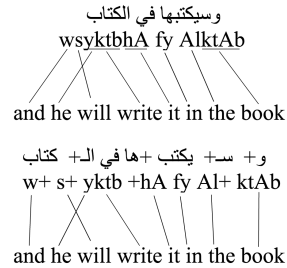 وسيكتبها في الكتاب
wsyktbhA fy AlktAb
and he will write it in the book
و+ سـ+ يكتب +ها في الـ+ كتاب
w+ s+ yktb +hA fy Al+ ktAb
and he will write it in the book